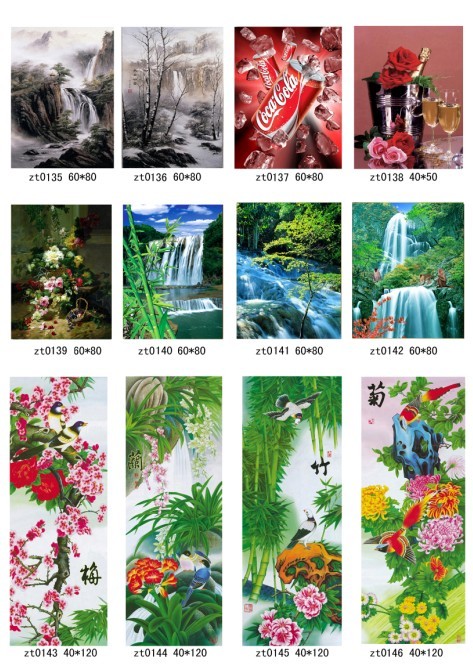 Coca-Cola
zt0135 60*80
zt0136 60*80
zt0137 60*80
zt0138 40*50
zt0139 60*80
zt0140 60*80
zt0141 60*80
zt0142 60*80
梅
蘭
竹
菊
zt0143 40*120
zt0144 40*120
zt0145 40*120
zt0146 40*120